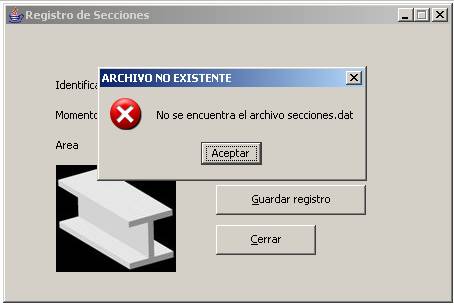 Registro de Secciones
ARCHIVO NO EXISTENTE
No se encuentra el archivo secciones.dat
Aceptar
Momento
Area
Guardar registro
Cerrar